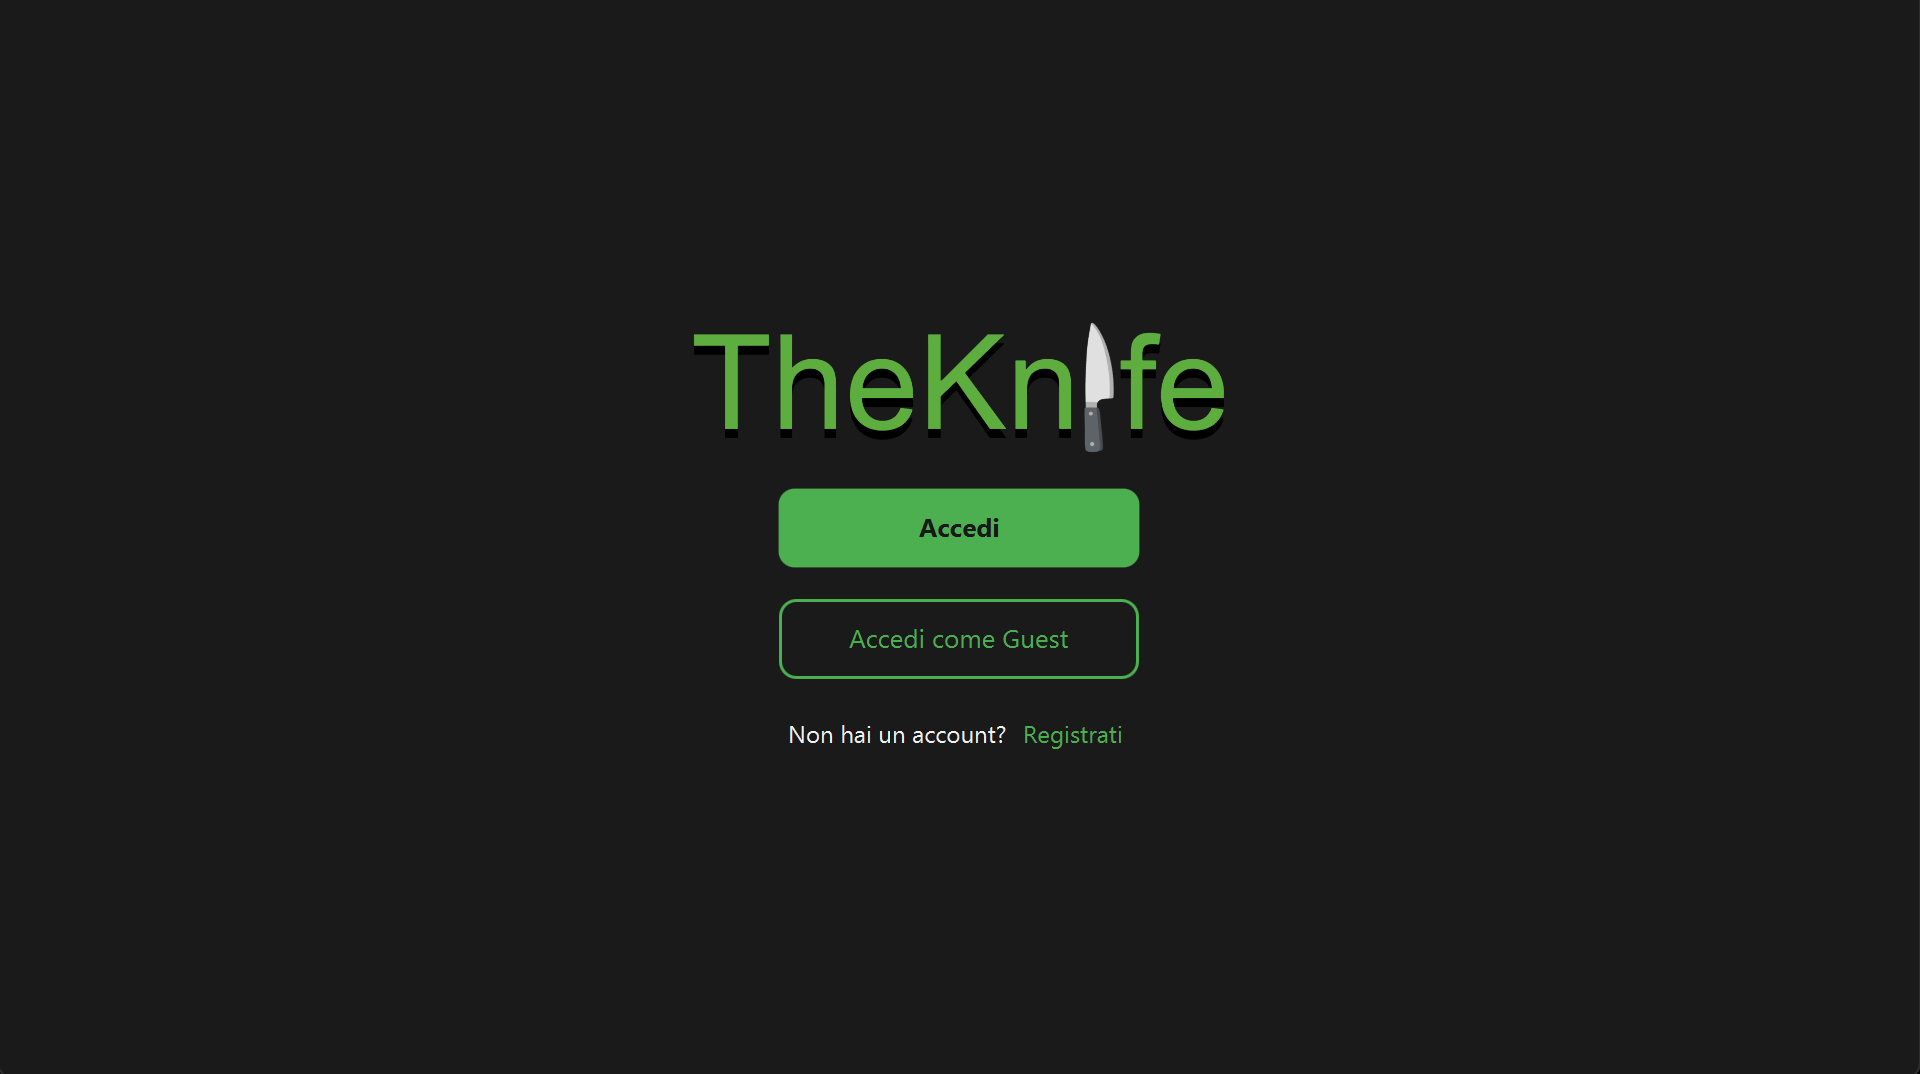 TheKnife
Accedi
Accedi come Guest
Non hai un account? Registrati